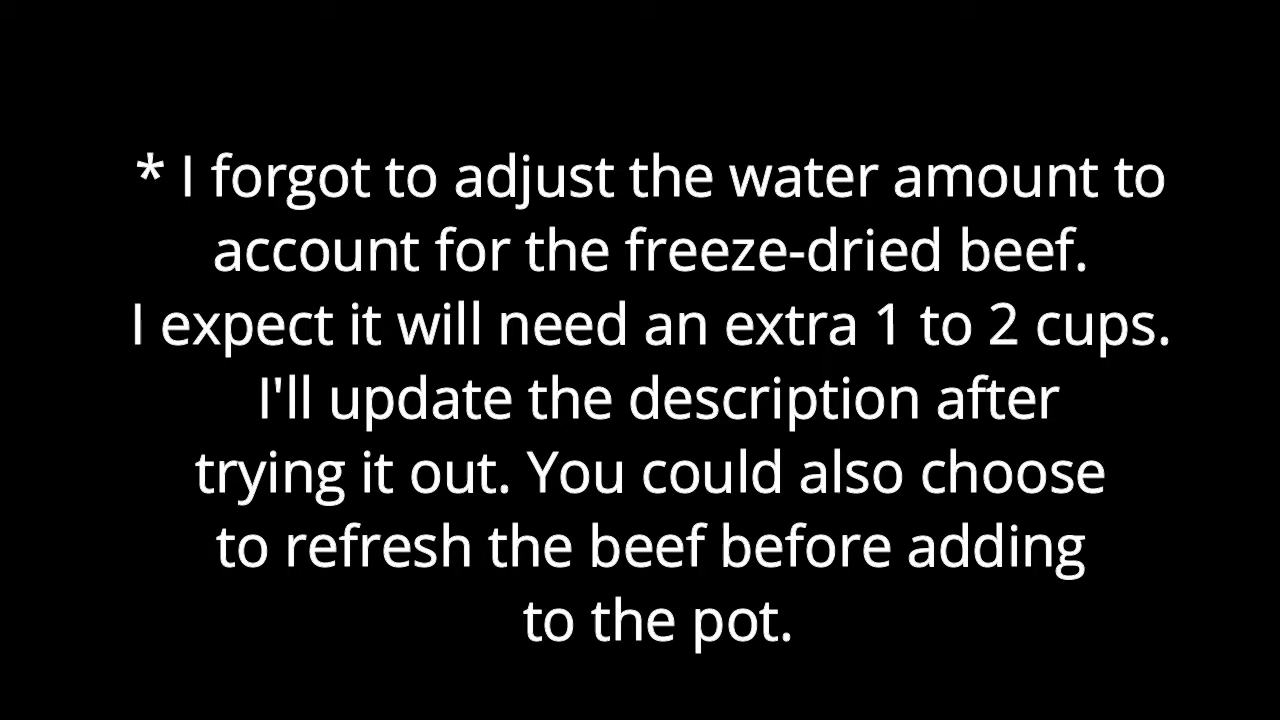 * I forgot to adjust the water amount to
account for the freeze-dried beef.
I expect it will need an extra 1 to 2 cups.
I'll update the description after
trying it out. You could also choose
to refresh the beef before adding
to the pot.